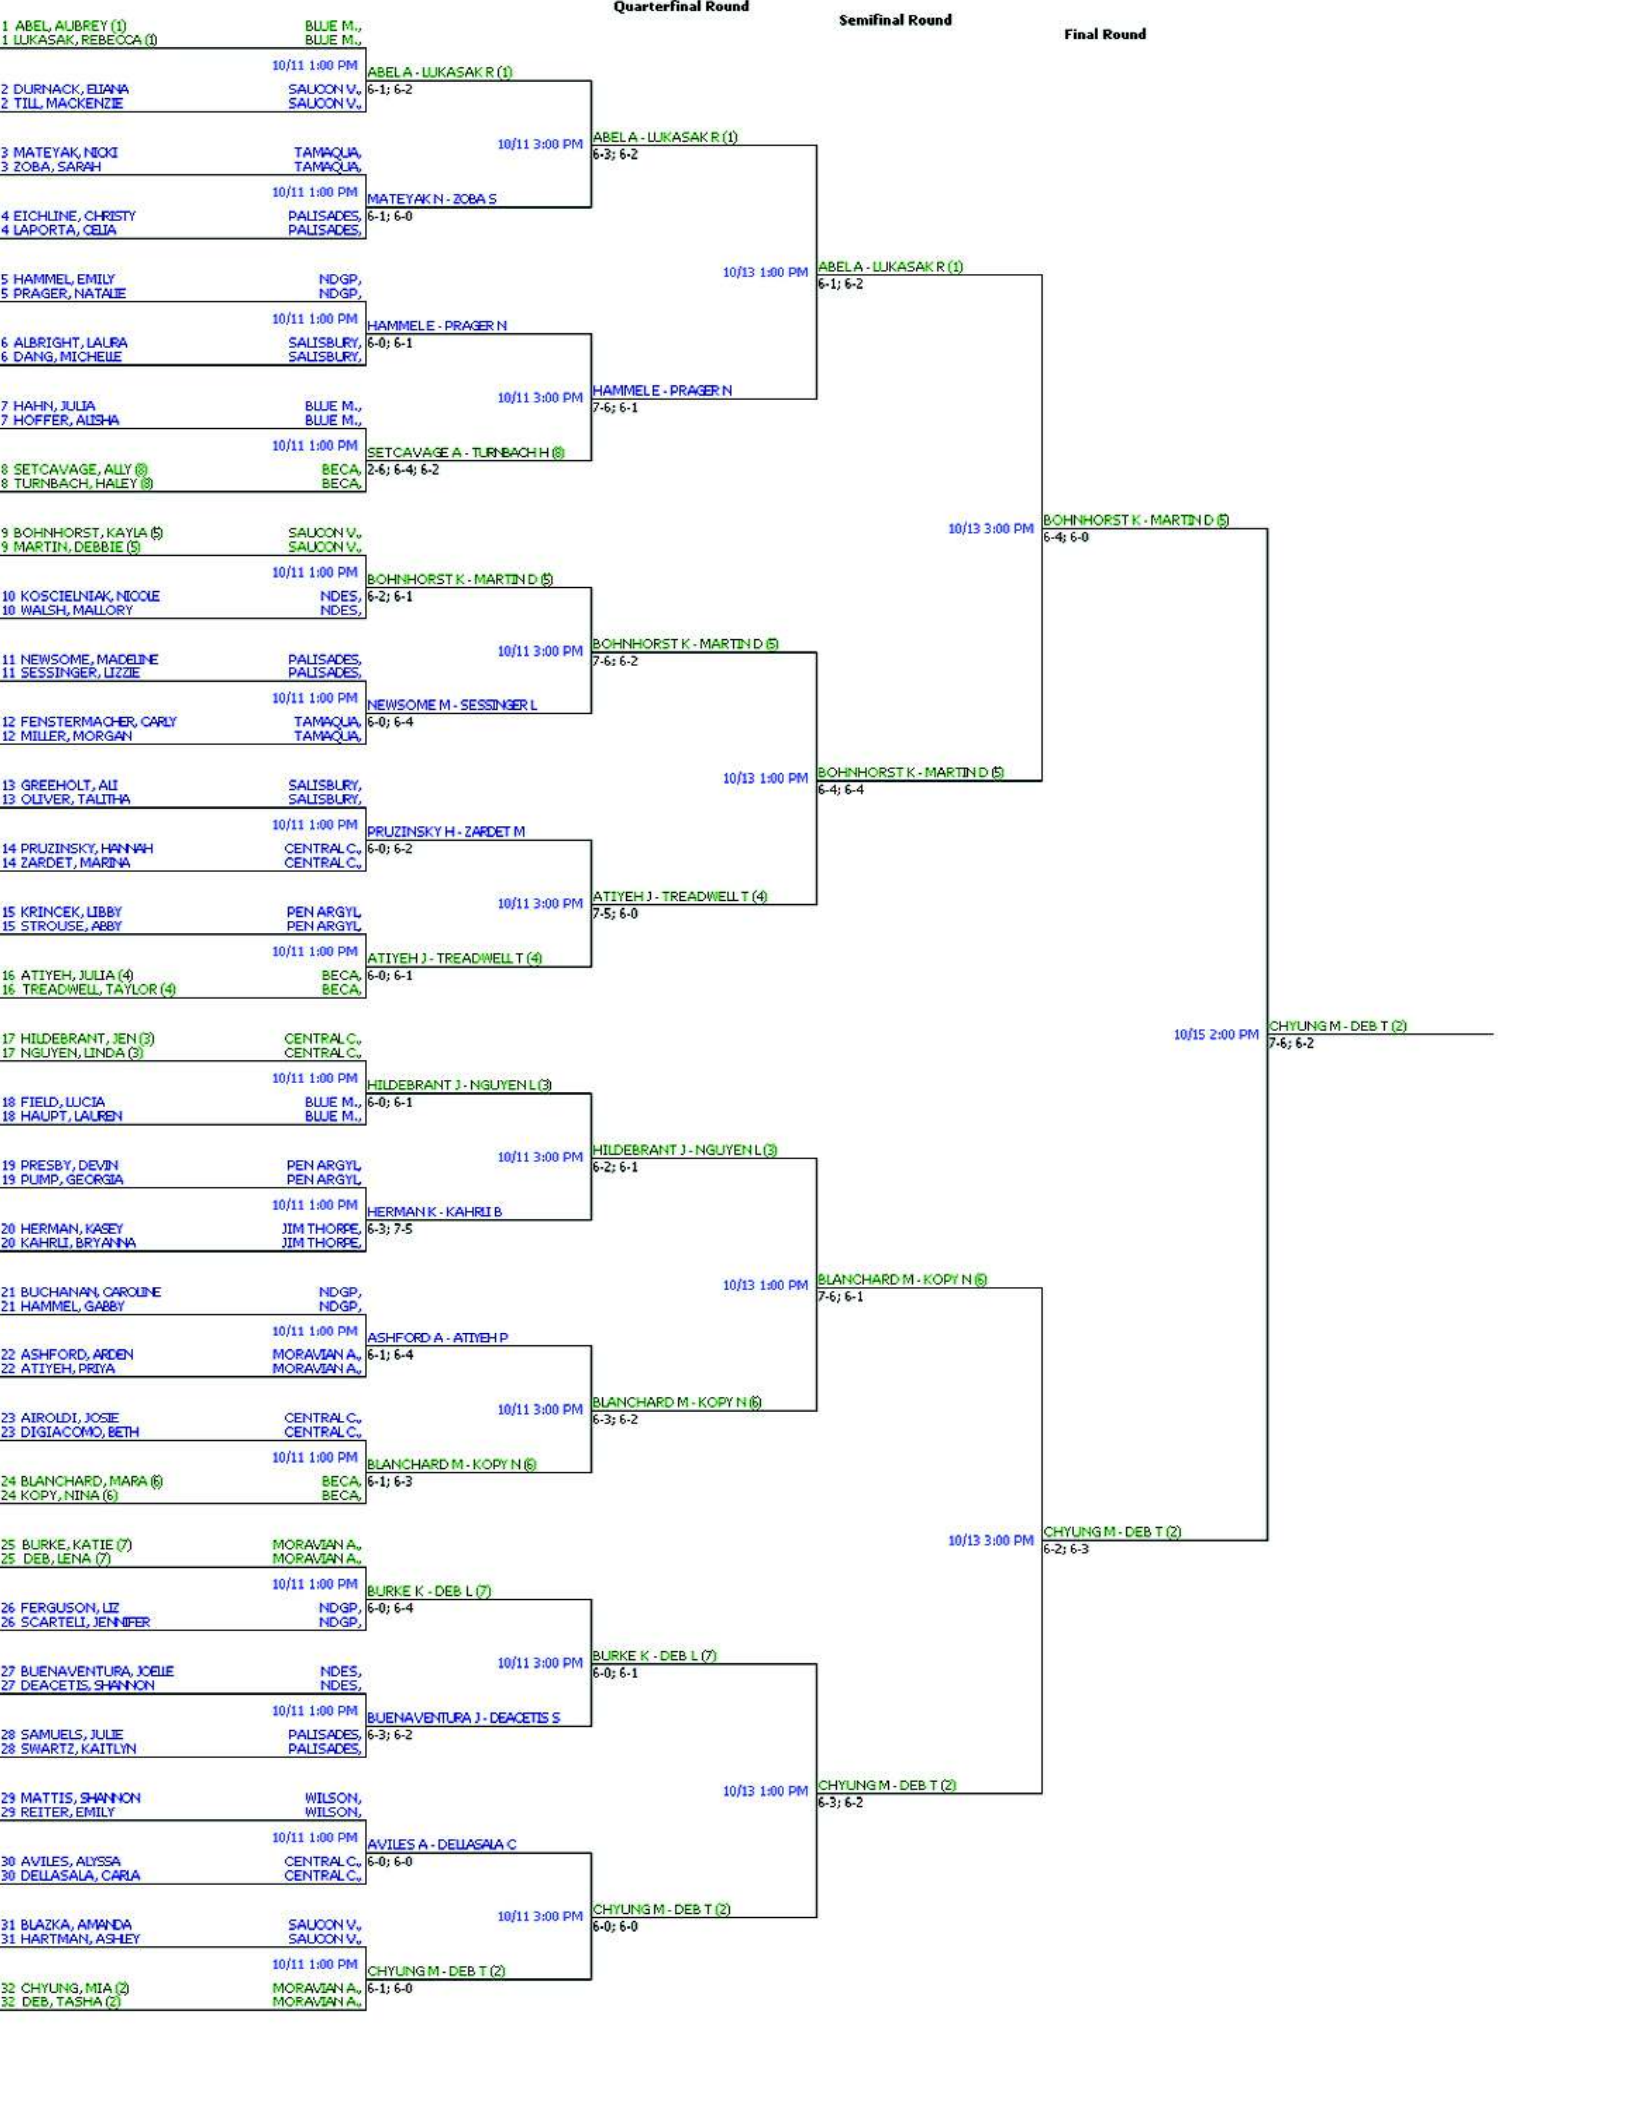 Quarterfinal Round
Semifinal Round
Final Round
1 ABEL, AUBREY (1) BLUE M.,
1 LUKASAK, REBECCA (1) BLUE M.,
10/11 1:00 PM
ABEL A - LUKASAK R (1)
6-1; 6-2
2 DURNACK, ELIANA SAUCON V.,
2 TILL, MACKENZIE SAUCON V.,
10/11 3:00 PM
ABEL A - LUKASAK R (1)
6-3; 6-2
3 MATEYAK, NICKI TAMAQUA,
3 ZOBA, SARAH TAMAQUA,
10/11 1:00 PM
MATEYAK N - ZOBA S
6-1; 6-0
4 EICHLINE, CHRISTY PALISADES,
4 LAPORTA, CELIA PALISADES,
10/13 1:00 PM
ABEL A - LUKASAK R (1)
6-1; 6-2
5 HAMMEL, EMILY NDGP,
5 PRAGER, NATALIE NDGP,
10/11 1:00 PM
HAMMEL E - PRAGER N
6-0; 6-1
6 ALBRIGHT, LAURA SALISBURY,
6 DANG, MICHELLE SALISBURY,
10/11 3:00 PM
HAMMEL E - PRAGER N
7-6; 6-1
7 HAHN, JULIA BLUE M.,
7 HOFFER, ALISHA BLUE M.,
10/11 1:00 PM
SETCAVAGE A - TURNBACH H (8)
2-6; 6-4; 6-2
8 SETCAVAGE, ALLY (8) BECA,
8 TURNBACH, HALEY (8) BECA,
10/13 3:00 PM
BOHNHORST K - MARTIN D (5)
6-4; 6-0
9 BOHNHORST, KAYLA (5) SAUCON V.,
9 MARTIN, DEBBIE (5) SAUCON V.,
10/11 1:00 PM
BOHNHORST K - MARTIN D (5)
6-2; 6-1
10 KOSCIELNIAK, NICOLE NDES,
10 WALSH, MALLORY NDES,
10/11 3:00 PM
BOHNHORST K - MARTIN D (5)
7-6; 6-2
11 NEWSOME, MADELINE PALISADES,
11 SESSINGER, LIZZIE PALISADES,
10/11 1:00 PM
NEWSOME M - SESSINGER L
6-0; 6-4
12 FENSTERMACHER, CARLY TAMAQUA,
12 MILLER, MORGAN TAMAQUA,
10/13 1:00 PM
BOHNHORST K - MARTIN D (5)
6-4; 6-4
13 GREEHOLT, ALI SALISBURY,
13 OLIVER, TALITHA SALISBURY,
10/11 1:00 PM
PRUZINSKY H - ZARDET M
6-0; 6-2
14 PRUZINSKY, HANNAH CENTRAL C.,
14 ZARDET, MARINA CENTRAL C.,
10/11 3:00 PM
ATIYEH J - TREADWELL T (4)
7-5; 6-0
15 KRINCEK, LIBBY PEN ARGYL,
15 STROUSE, ABBY PEN ARGYL,
10/11 1:00 PM
ATIYEH J - TREADWELL T (4)
6-0; 6-1
16 ATIYEH, JULIA (4) BECA,
16 TREADWELL, TAYLOR (4) BECA,
10/15 2:00 PM
CHYUNG M - DEB T (2)
7-6; 6-2
17 HILDEBRANT, JEN (3) CENTRAL C.,
17 NGUYEN, LINDA (3) CENTRAL C.,
10/11 1:00 PM
HILDEBRANT J - NGUYEN L (3)
6-0; 6-1
18 FIELD, LUCIA BLUE M.,
18 HAUPT, LAUREN BLUE M.,
10/11 3:00 PM
HILDEBRANT J - NGUYEN L (3)
6-2; 6-1
19 PRESBY, DEVIN PEN ARGYL,
19 PUMP, GEORGIA PEN ARGYL,
10/11 1:00 PM
HERMAN K - KAHRLI B
6-3; 7-5
20 HERMAN, KASEY JIM THORPE,
20 KAHRLI, BRYANNA JIM THORPE,
10/13 1:00 PM
BLANCHARD M - KOPY N (6)
7-6; 6-1
21 BUCHANAN, CAROLINE NDGP,
21 HAMMEL, GABBY NDGP,
10/11 1:00 PM
ASHFORD A - ATIYEH P
6-1; 6-4
22 ASHFORD, ARDEN MORAVIAN A.,
22 ATIYEH, PRIYA MORAVIAN A.,
10/11 3:00 PM
BLANCHARD M - KOPY N (6)
6-3; 6-2
23 AIROLDI, JOSIE CENTRAL C.,
23 DIGIACOMO, BETH CENTRAL C.,
10/11 1:00 PM
BLANCHARD M - KOPY N (6)
6-1; 6-3
24 BLANCHARD, MARA (6) BECA,
24 KOPY, NINA (6) BECA,
10/13 3:00 PM
CHYUNG M - DEB T (2)
6-2; 6-3
25 BURKE, KATIE (7) MORAVIAN A.,
25 DEB, LENA (7) MORAVIAN A.,
10/11 1:00 PM
BURKE K - DEB L (7)
6-0; 6-4
26 FERGUSON, LIZ NDGP,
26 SCARTELI, JENNIFER NDGP,
10/11 3:00 PM
BURKE K - DEB L (7)
6-0; 6-1
27 BUENAVENTURA, JOELLE NDES,
27 DEACETIS, SHANNON NDES,
10/11 1:00 PM
BUENAVENTURA J - DEACETIS S
6-3; 6-2
28 SAMUELS, JULIE PALISADES,
28 SWARTZ, KAITLYN PALISADES,
10/13 1:00 PM
CHYUNG M - DEB T (2)
6-3; 6-2
29 MATTIS, SHANNON WILSON,
29 REITER, EMILY WILSON,
10/11 1:00 PM
AVILES A - DELLASALA C
6-0; 6-0
30 AVILES, ALYSSA CENTRAL C.,
30 DELLASALA, CARLA CENTRAL C.,
10/11 3:00 PM
CHYUNG M - DEB T (2)
6-0; 6-0
31 BLAZKA, AMANDA SAUCON V.,
31 HARTMAN, ASHLEY SAUCON V.,
10/11 1:00 PM
CHYUNG M - DEB T (2)
6-1; 6-0
32 CHYUNG, MIA (2) MORAVIAN A.,
32 DEB, TASHA (2) MORAVIAN A.,